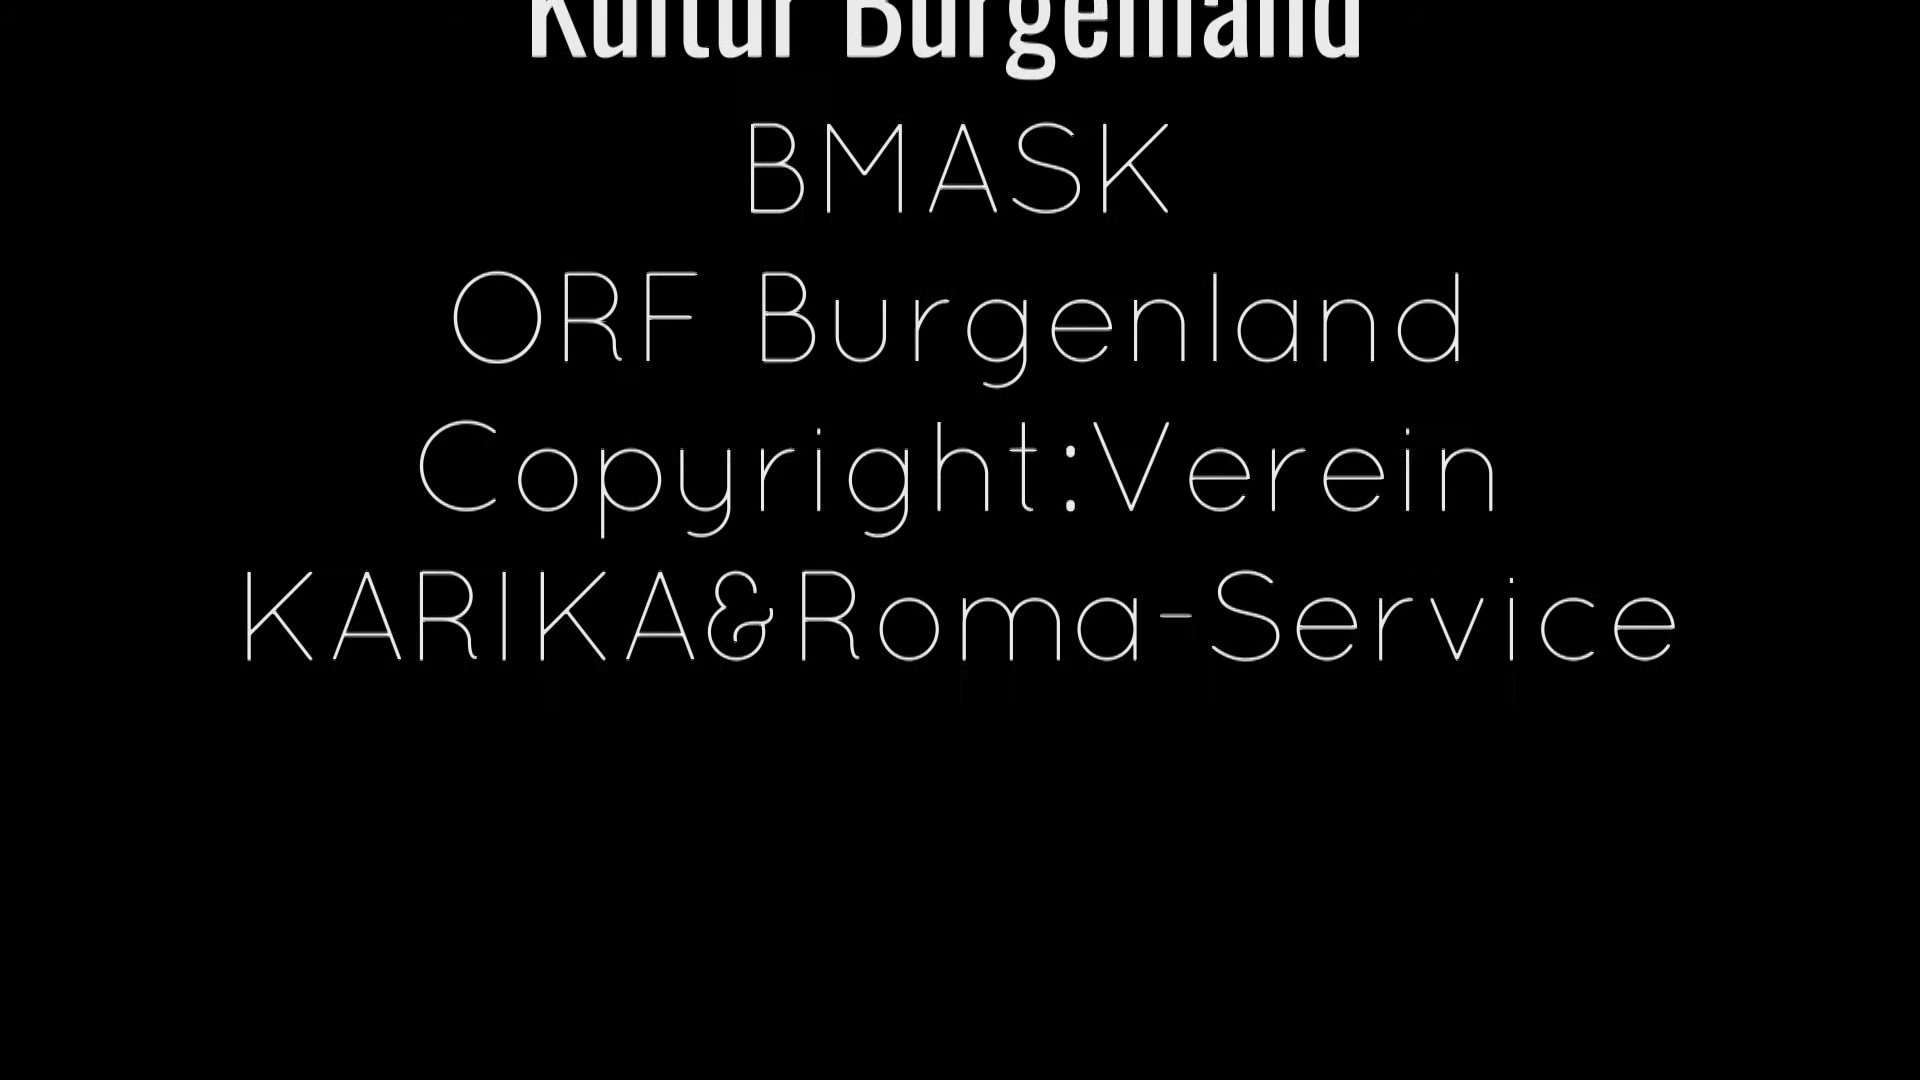 Kultur Burgenland
BMASK
ORF Burgenland
Copyright:Verein
KARIKA&Roma-Service